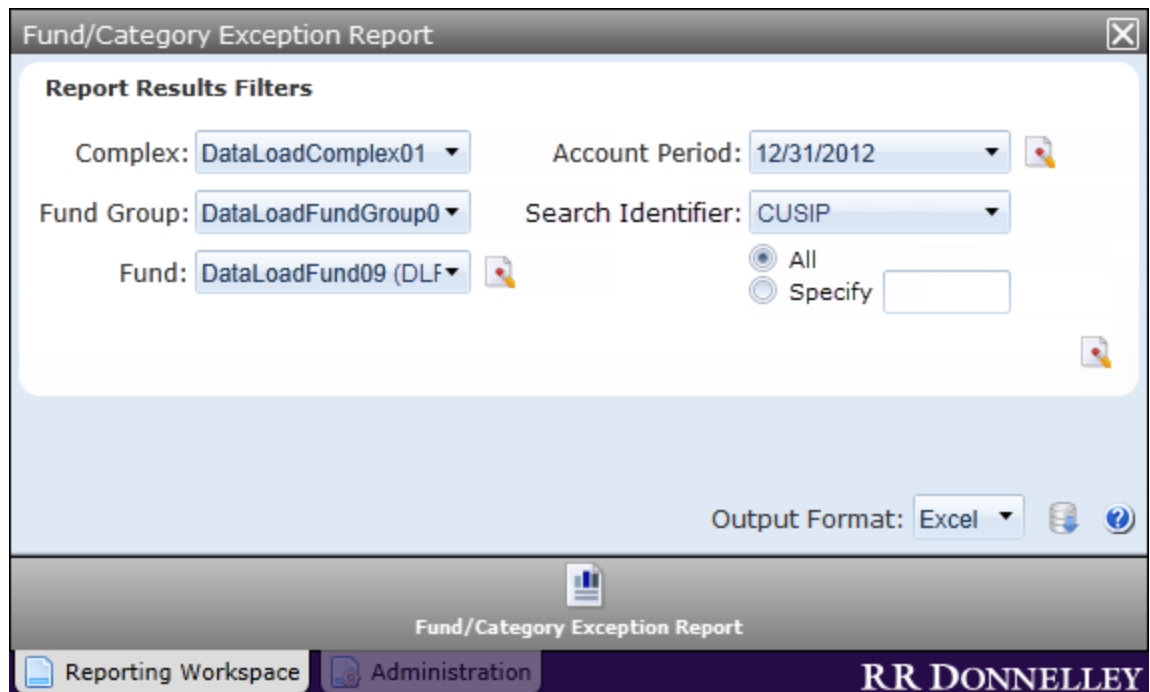 Fund/Category Exception Report
Report Results Filters
Complex: DataLoadComplex01 Account Period: 12/31/2012
Fund Group: DataLoadFundGroup0 Search Identifier: CUSIP
Fund: DataLoadFund09 (DLF All
Specify
Output Format: Excel
Fund/Category Exception Report
Reporting Workspace Administration RR DONNELLEY